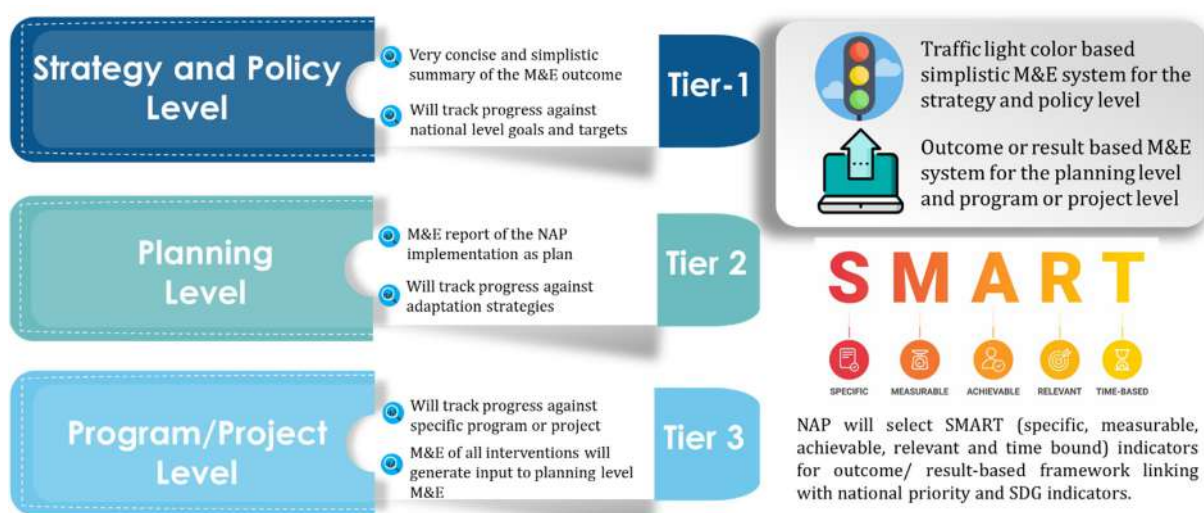 Strategy and Policy
Level
Very concise and simplistic
summary of the M&E outcome
Will track progress against
national level goals and targets
Tier-1
Planning
Level
M&E report of the NAP
implementation as plan
Will track progress against
adaptation strategies
Tier 2
Program/Project
Level
Will track progress against
specific program or project
M&E of all interventions will
generate input to planning level
M&E
Tier 3
Traffic light color based
simplistic M&E system for the
strategy and policy level
Outcome or result based M&E
system for the planning level
and program or project level
SMART
SPECIFIC MEASURABLE ACHIEVABLE RELEVANT TIME-BASED
NAP will select SMART (specific, measurable,
achievable, relevant and time bound) indicators
for outcome/ result-based framework linking
with national priority and SDG indicators.